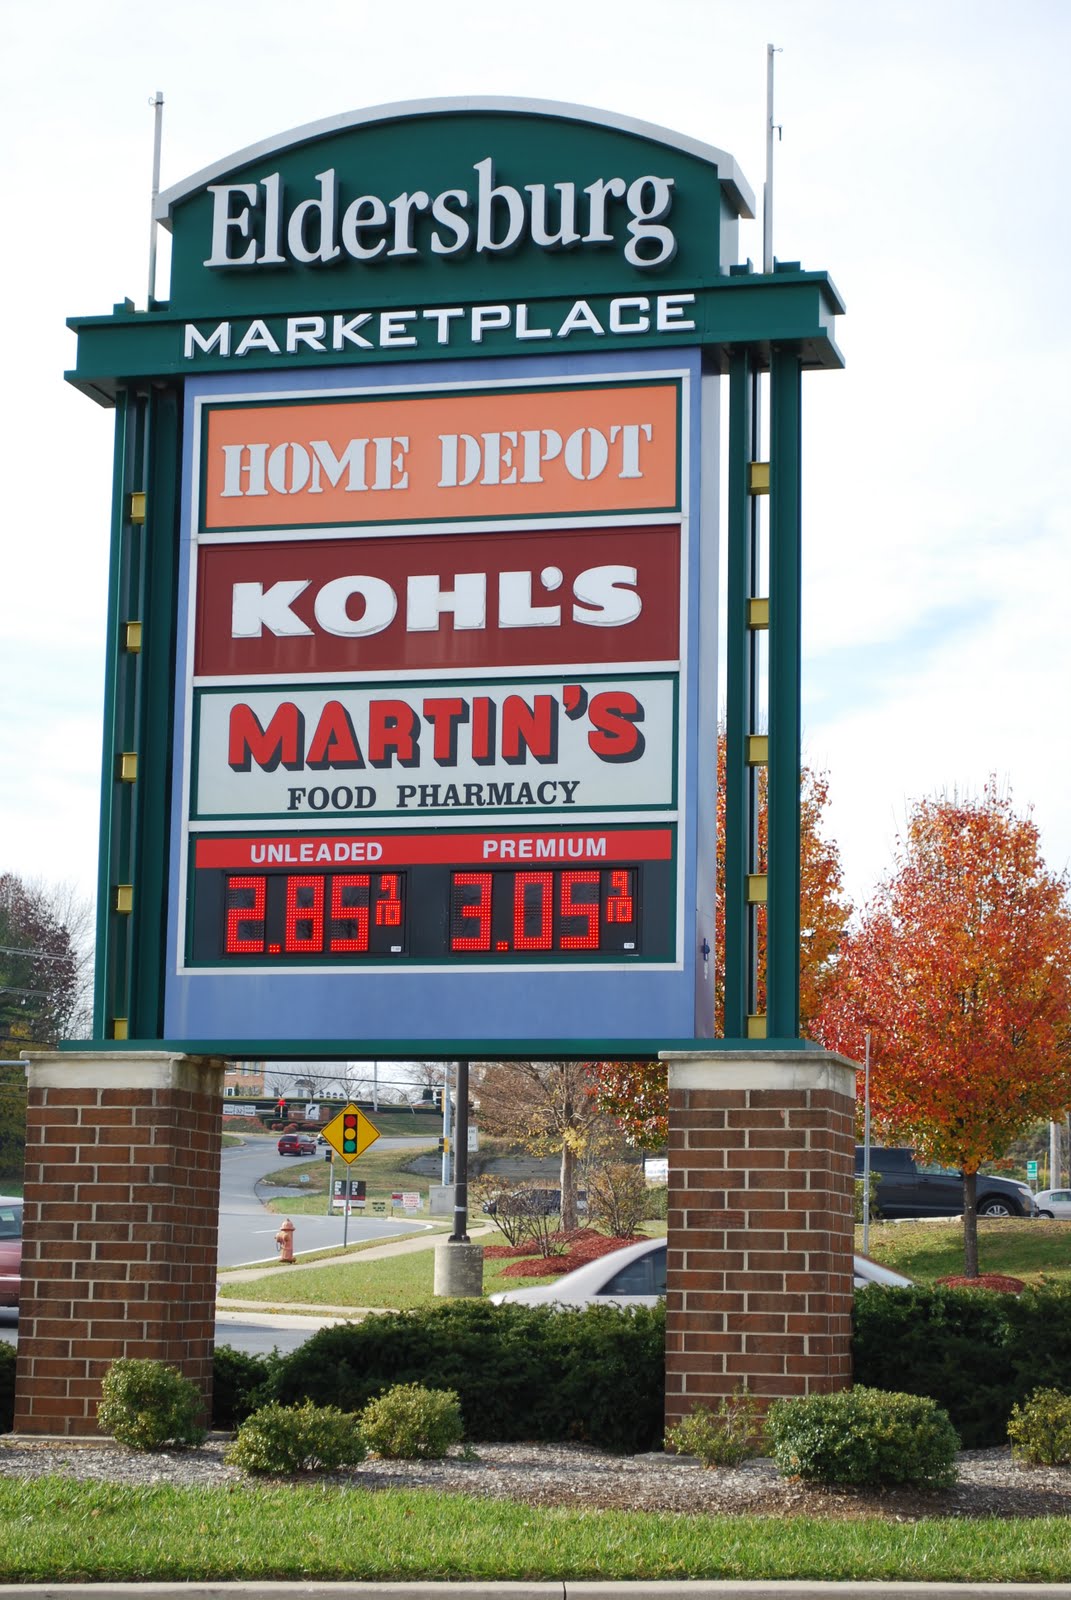 Eldersburg
MARKETPLACE
HOME DEPOT
KOHL'S
MARTIN'S
FOOD PHARMACY
UNLEADED PREMIUM
2.85 9/10 3.05 9/10